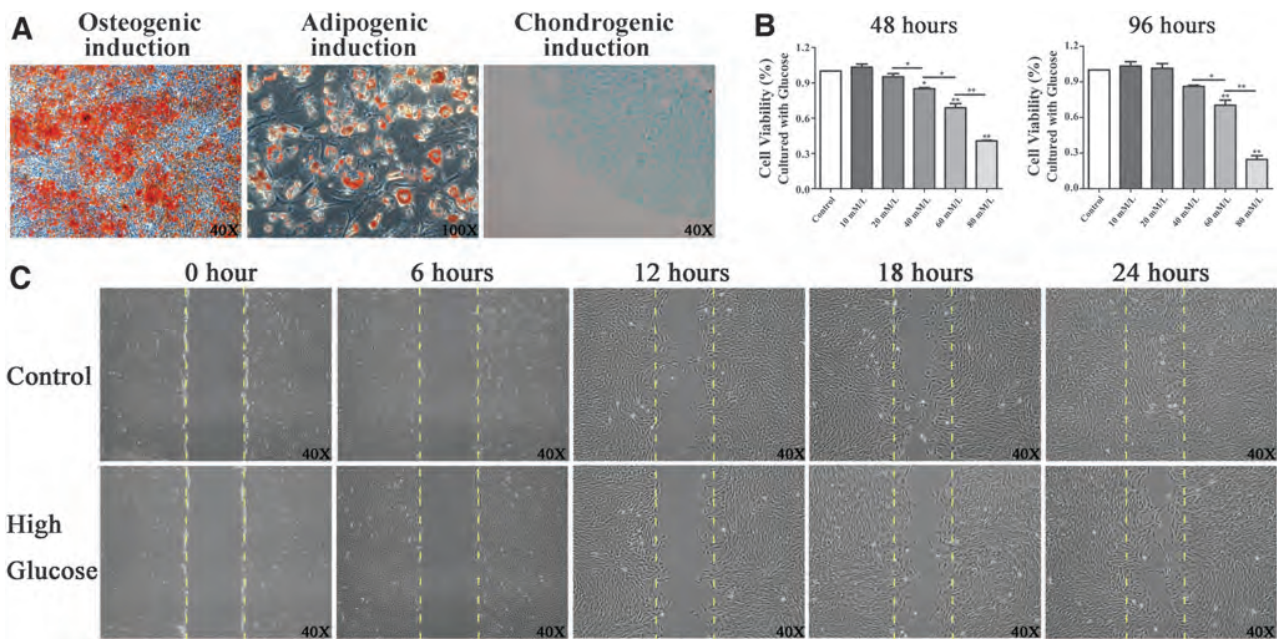 A
Osteogenic
induction
Adipogenic
induction
Chondrogenic
induction
40X
100X
40X
B
48 hours
Cell Viability (%)
Cultured with Glucose
1.2
0.9
0.6
0.3
0.0
*
*
**
*
**
**
Control
10 mM/L
20 mM/L
40 mM/L
60 mM/L
80 mM/L
96 hours
Cell Viability (%)
Cultured with Glucose
1.2
0.9
0.6
0.3
0.0
*
**
**
**
Control
10 mM/L
20 mM/L
40 mM/L
60 mM/L
80 mM/L
C
0 hour
6 hours
12 hours
18 hours
24 hours
Control
40X
40X
40X
40X
40X
High
Glucose
40X
40X
40X
40X
40X